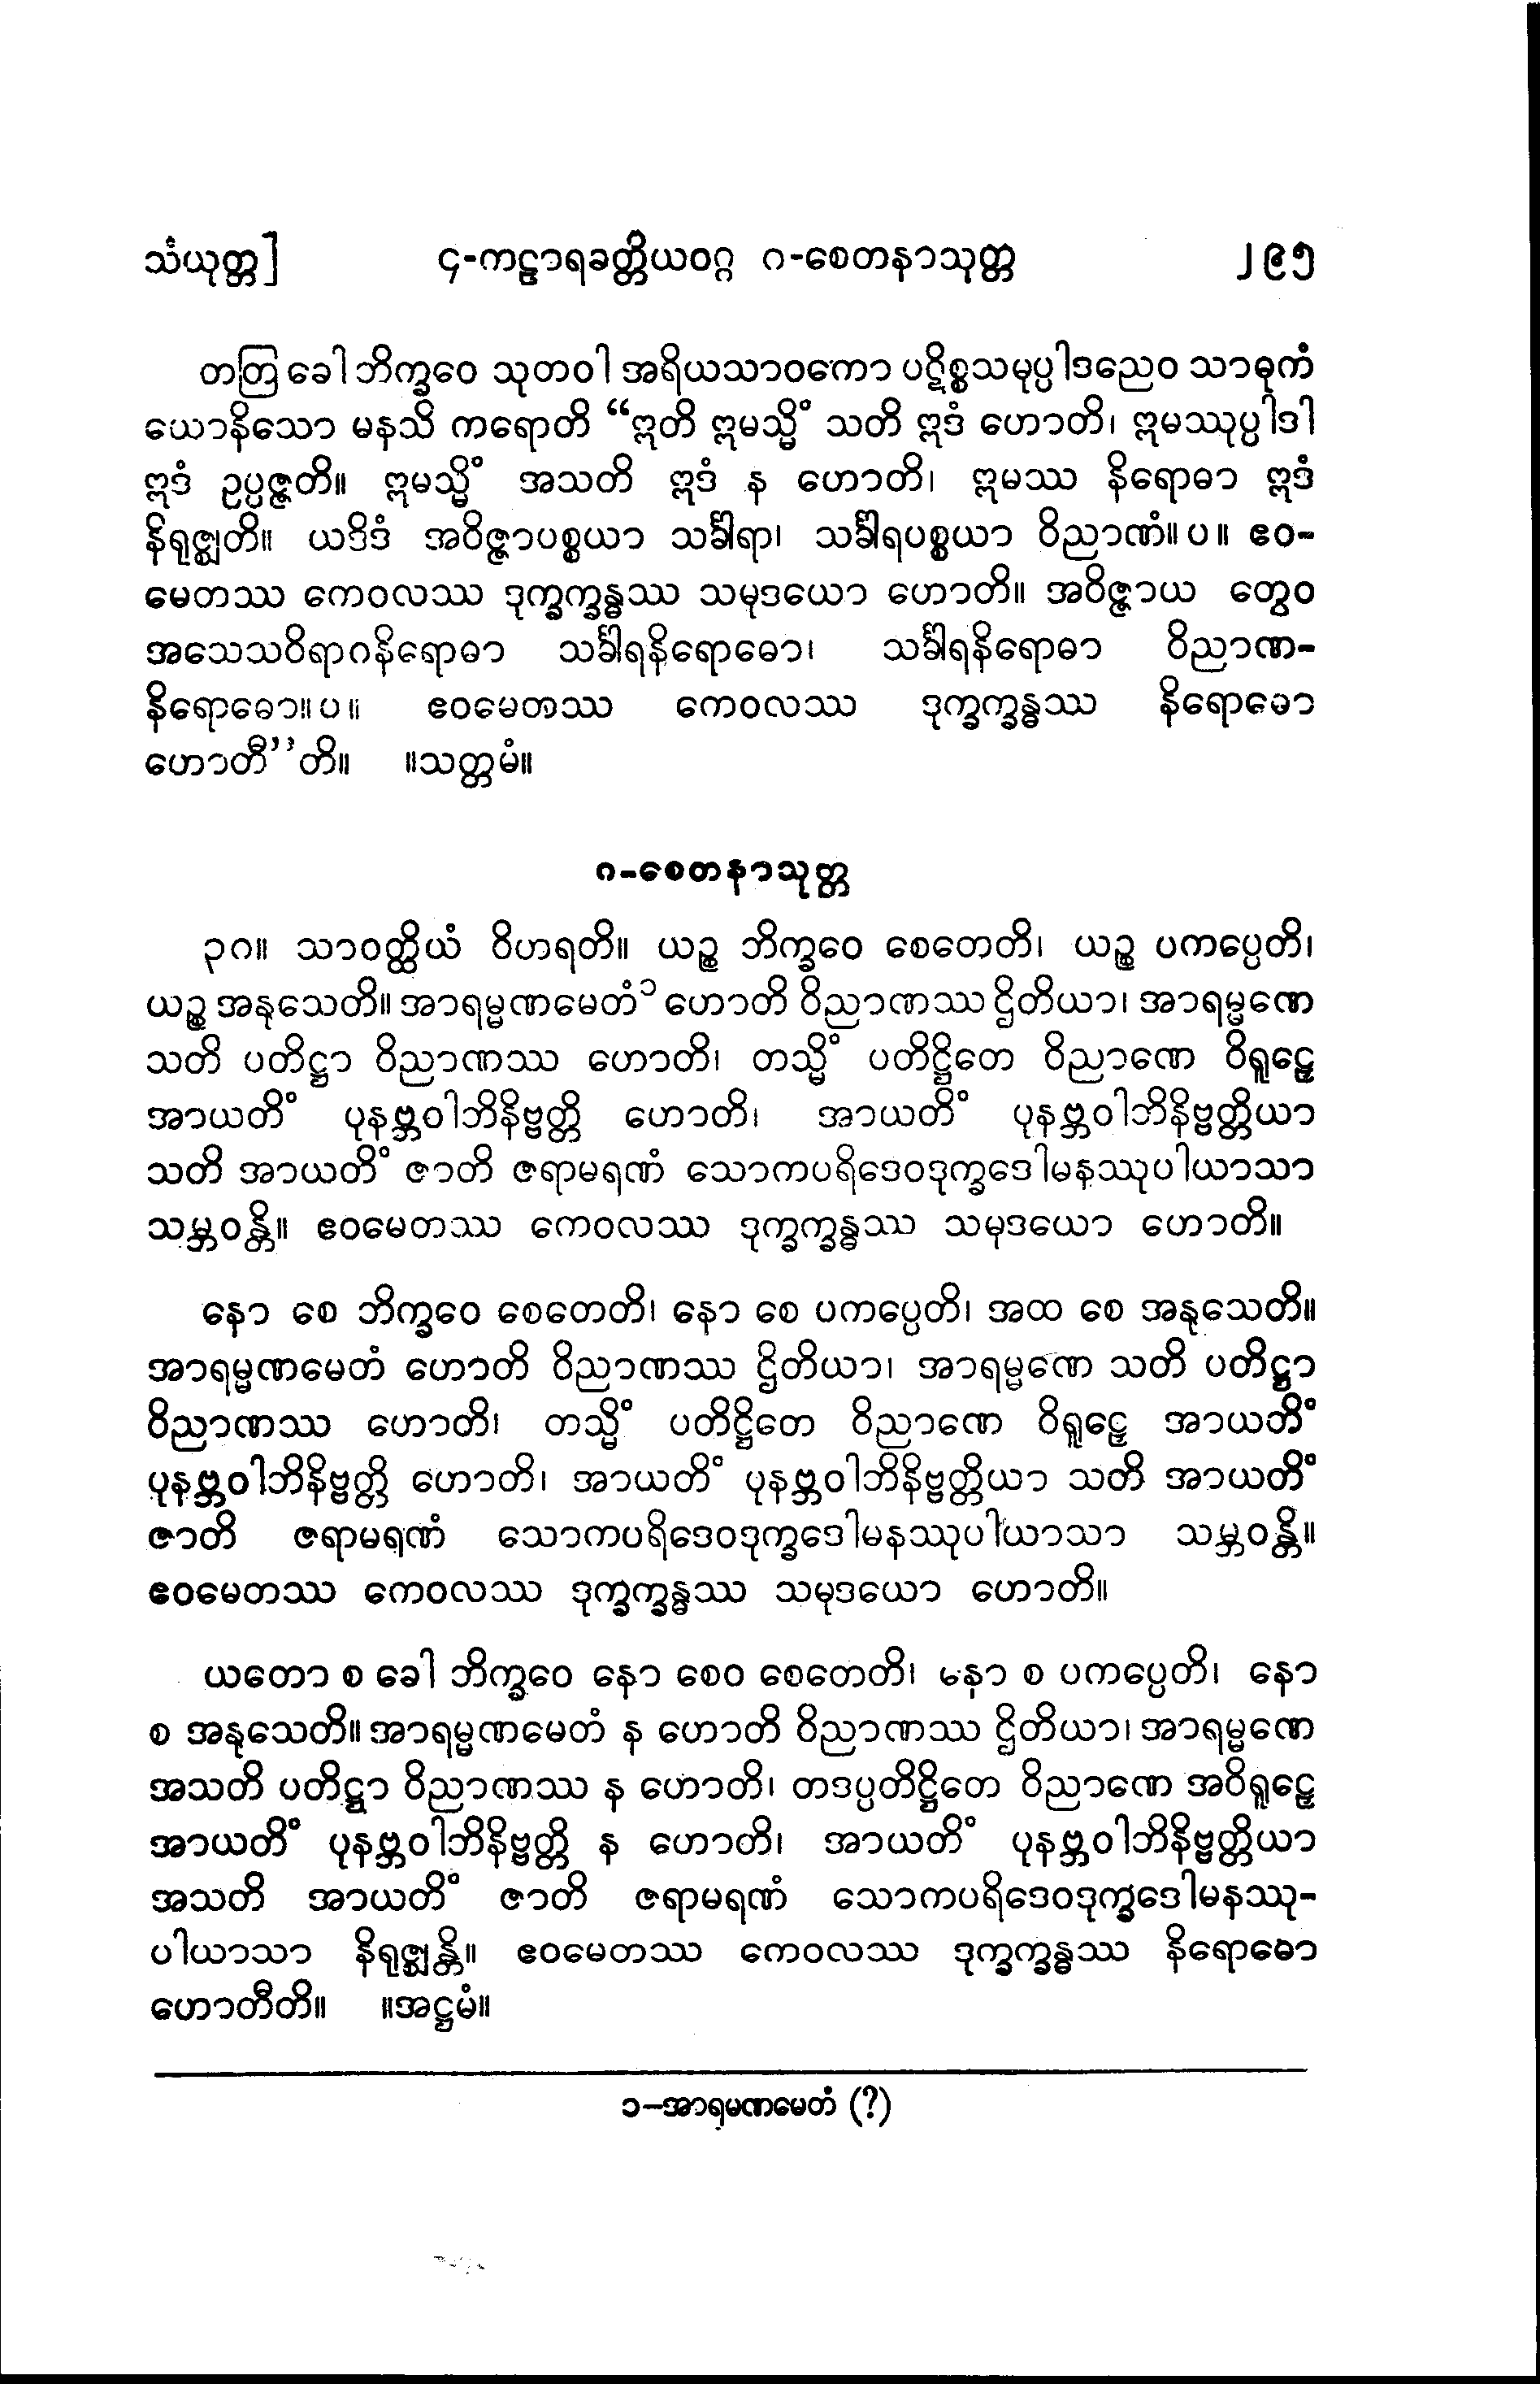 သံယုတ္တ] ၄-ကဠာရခတ္တိယဝဂ္ဂ ဂ-စေတနာသုတ္တ ၂၉၅
တတြ ခေါ ဘိက္ခဝေ သုတဝါ အရိယသာဝကော ပဋိစ္စသမုပ္ပါဒညေဝ သာဓုကံ
ယောနိသော မနသိ ကရောတိ “ဣတိ ဣမသ္မိံ သတိ ဣဒံ ဟောတိ၊ ဣမဿုပ္ပါဒါ
ဣဒံ ဥပ္ပဇ္ဇတိ။ ဣမသ္မိံ အသတိ ဣဒံ န ဟောတိ၊ ဣမဿ နိရောဓာ ဣဒံ
နိရုဇ္ဈတိ။ ယဒိဒံ အဝိဇ္ဇာပစ္စယာ သင်္ခါရာ၊ သင်္ခါရပစ္စယာ ဝိညာဏံ။ပ။ ဧဝ-
မေတဿ ကေဝလဿ ဒုက္ခက္ခန္ဓဿ သမုဒယော ဟောတိ။ အဝိဇ္ဇာယ တွေဝ
အသေသဝိရာဂနိရောဓာ သင်္ခါရနိရောဓော၊ သင်္ခါရနိရောဓာ ဝိညာဏ-
နိရောဓော။ပ။ ဧဝမေတဿ ကေဝလဿ ဒုက္ခက္ခန္ဓဿ နိရောဓော
ဟောတီ’’တိ။ ။သတ္တမံ။
ဂ-စေတနာသုတ္တ
၃ဂ။ သာဝတ္ထိယံ ဝိဟရတိ။ ယဉ္စ ဘိက္ခဝေ စေတေတိ၊ ယဉ္စ ပကပ္ပေတိ၊
ယဉ္စ အနုသေတိ။ အာရမ္မဏမေတံ၁ ဟောတိ ဝိညာဏဿ ဌိတိယာ၊ အာရမ္မဏေ
သတိ ပတိဋ္ဌာ ဝိညာဏဿ ဟောတိ၊ တသ္မိံ ပတိဋ္ဌိတေ ဝိညာဏေ ဝိရူဠှေ
အာယတိံ ပုနဗ္ဘဝါဘိနိဗ္ဗတ္တိ ဟောတိ၊ အာယတိံ ပုနဗ္ဘဝါဘိနိဗ္ဗတ္တိယာ
သတိ အာယတိံ ဇာတိ ဇရာမရဏံ သောကပရိဒေဝဒုက္ခဒေါမနဿုပါယာသာ
သမ္ဘဝန္တိ။ ဧဝမေတဿ ကေဝလဿ ဒုက္ခက္ခန္ဓဿ သမုဒယော ဟောတိ။
နော စေ ဘိက္ခဝေ စေတေတိ၊ နော စေ ပကပ္ပေတိ၊ အထ စေ အနုသေတိ။
အာရမ္မဏမေတံ ဟောတိ ဝိညာဏဿ ဌိတိယာ၊ အာရမ္မဏေ သတိ ပတိဋ္ဌာ
ဝိညာဏဿ ဟောတိ၊ တသ္မိံ ပတိဋ္ဌိတေ ဝိညာဏေ ဝိရူဠှေ အာယတိံ
ပုနဗ္ဘဝါဘိနိဗ္ဗတ္တိ ဟောတိ၊ အာယတိံ ပုနဗ္ဘဝါဘိနိဗ္ဗတ္တိယာ သတိ အာယတိံ
ဇာတိ ဇရာမရဏံ သောကပရိဒေဝဒုက္ခဒေါမနဿုပါယာသာ သမ္ဘဝန္တိ။
ဧဝမေတဿ ကေဝလဿ ဒုက္ခက္ခန္ဓဿ သမုဒယော ဟောတိ။
ယတော စ ခေါ ဘိက္ခဝေ နော စေဝ စေတေတိ၊ နော စ ပကပ္ပေတိ၊ နော
စ အနုသေတိ။ အာရမ္မဏမေတံ န ဟောတိ ဝိညာဏဿ ဌိတိယာ၊ အာရမ္မဏေ
အသတိ ပတိဋ္ဌာ ဝိညာဏဿ န ဟောတိ၊ တဒပ္ပတိဋ္ဌိတေ ဝိညာဏေ အဝိရူဠှေ
အာယတိံ ပုနဗ္ဘဝါဘိနိဗ္ဗတ္တိ န ဟောတိ၊ အာယတိံ ပုနဗ္ဘဝါဘိနိဗ္ဗတ္တိယာ
အသတိ အာယတိံ ဇာတိ ဇရာမရဏံ သောကပရိဒေဝဒုက္ခဒေါမနဿု-
ပါယာသာ နိရုဇ္ဈန္တိ။ ဧဝမေတဿ ကေဝလဿ ဒုက္ခက္ခန္ဓဿ နိရောဓော
ဟောတီတိ။ ။အဋ္ဌမံ။
၁-အာရမဏမေတံ (?)